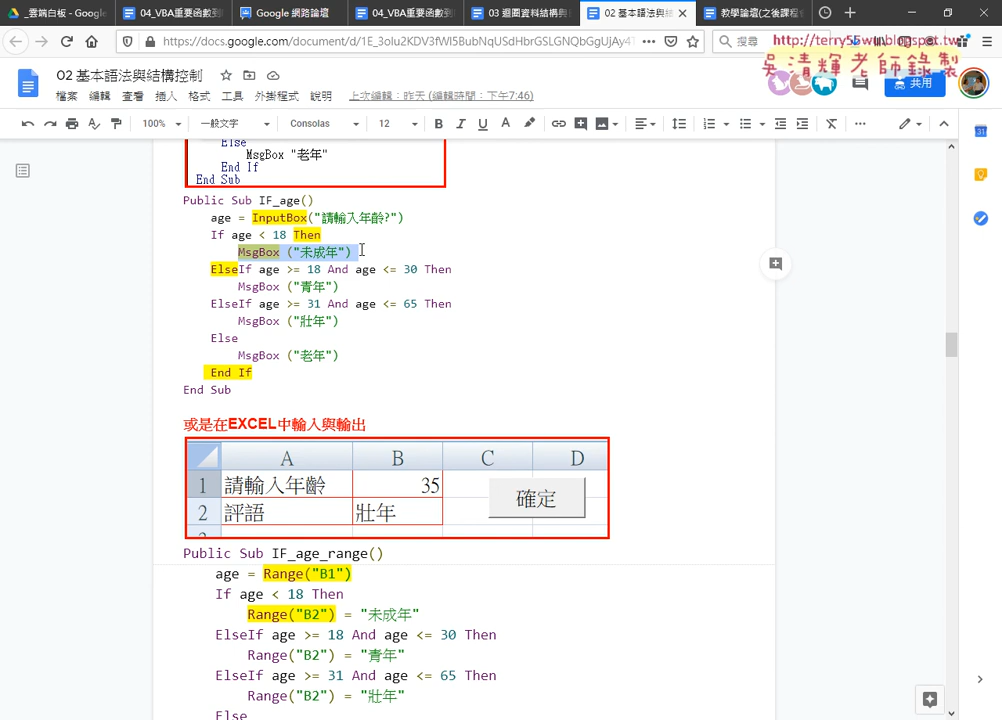 _雲端白板 - Goog
04_VBA重要函數到
Google 網路論壇
04_VBA重要函數到
03 迴圈資料結構與
02 基本語法與結
教學論壇(之後課程
https://docs.google.com/document/d/1E_3olu2KDV3fWI5BubNqUSdHbrGSLGNQbGgUjAy4T
搜尋
http://terry55wu.blogspot.tw
吳清輝老師錄製
02 基本語法與結構控制
檔案 編輯 查看 插入 格式 工具 外掛程式 說明 上次編輯：昨天 (編輯時間：下午7:46)
共用
100% 一般文字 Consolas 12 B I U A
Else
MsgBox "老年"
End If
End Sub
Public Sub IF_age()
age = InputBox("請輸入年齡?")
If age < 18 Then
MsgBox ("未成年")
ElseIf age >= 18 And age <= 30 Then
MsgBox ("青年")
ElseIf age >= 31 And age <= 65 Then
MsgBox ("壯年")
Else
MsgBox ("老年")
End If
End Sub
或是在EXCEL中輸入與輸出
A B C D
1 請輸入年齡 35 確定
2 評語 壯年
Public Sub IF_age_range()
age = Range("B1")
If age < 18 Then
Range("B2") = "未成年"
ElseIf age >= 18 And age <= 30 Then
Range("B2") = "青年"
ElseIf age >= 31 And age <= 65 Then
Range("B2") = "壯年"
Else